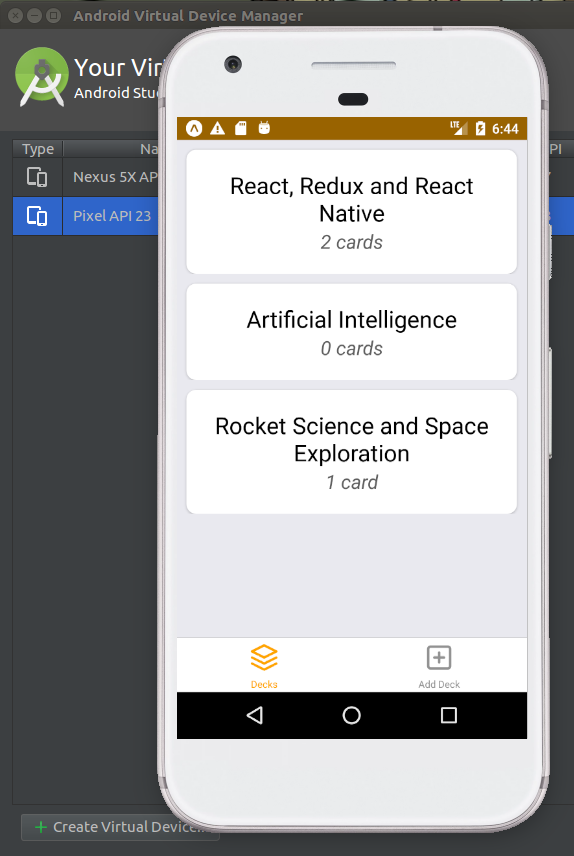 Android Virtual Device Manager
Your Vir
Android Stu
Type
Na
PI
Nexus 5X AP
Pixel API 23
LTE
6:44
React, Redux and React
Native
2 cards
Artificial Intelligence
0 cards
Rocket Science and Space
Exploration
1 card
Decks
Add Deck
Create Virtual Device...